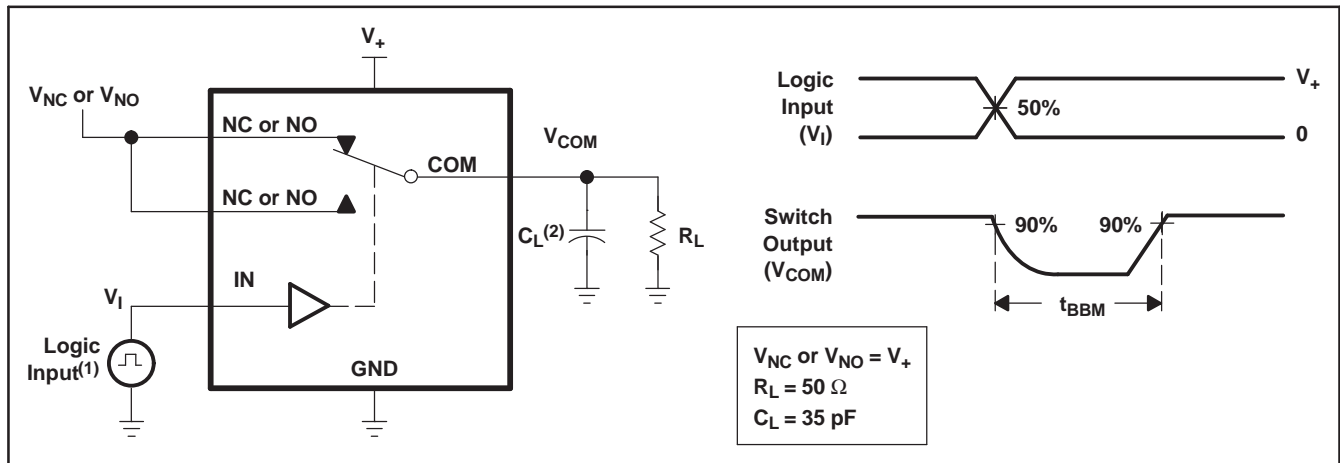 V+
VNC or VNO
NC or NO
COM
NC or NO
VCOM
CL(2)
RL
IN
VI
Logic
Input(1)
GND
Logic
Input
(VI)
50%
V+
0
Switch
Output
(VCOM)
90%
90%
tBBM
VNC or VNO = V+
RL = 50 Ω
CL = 35 pF